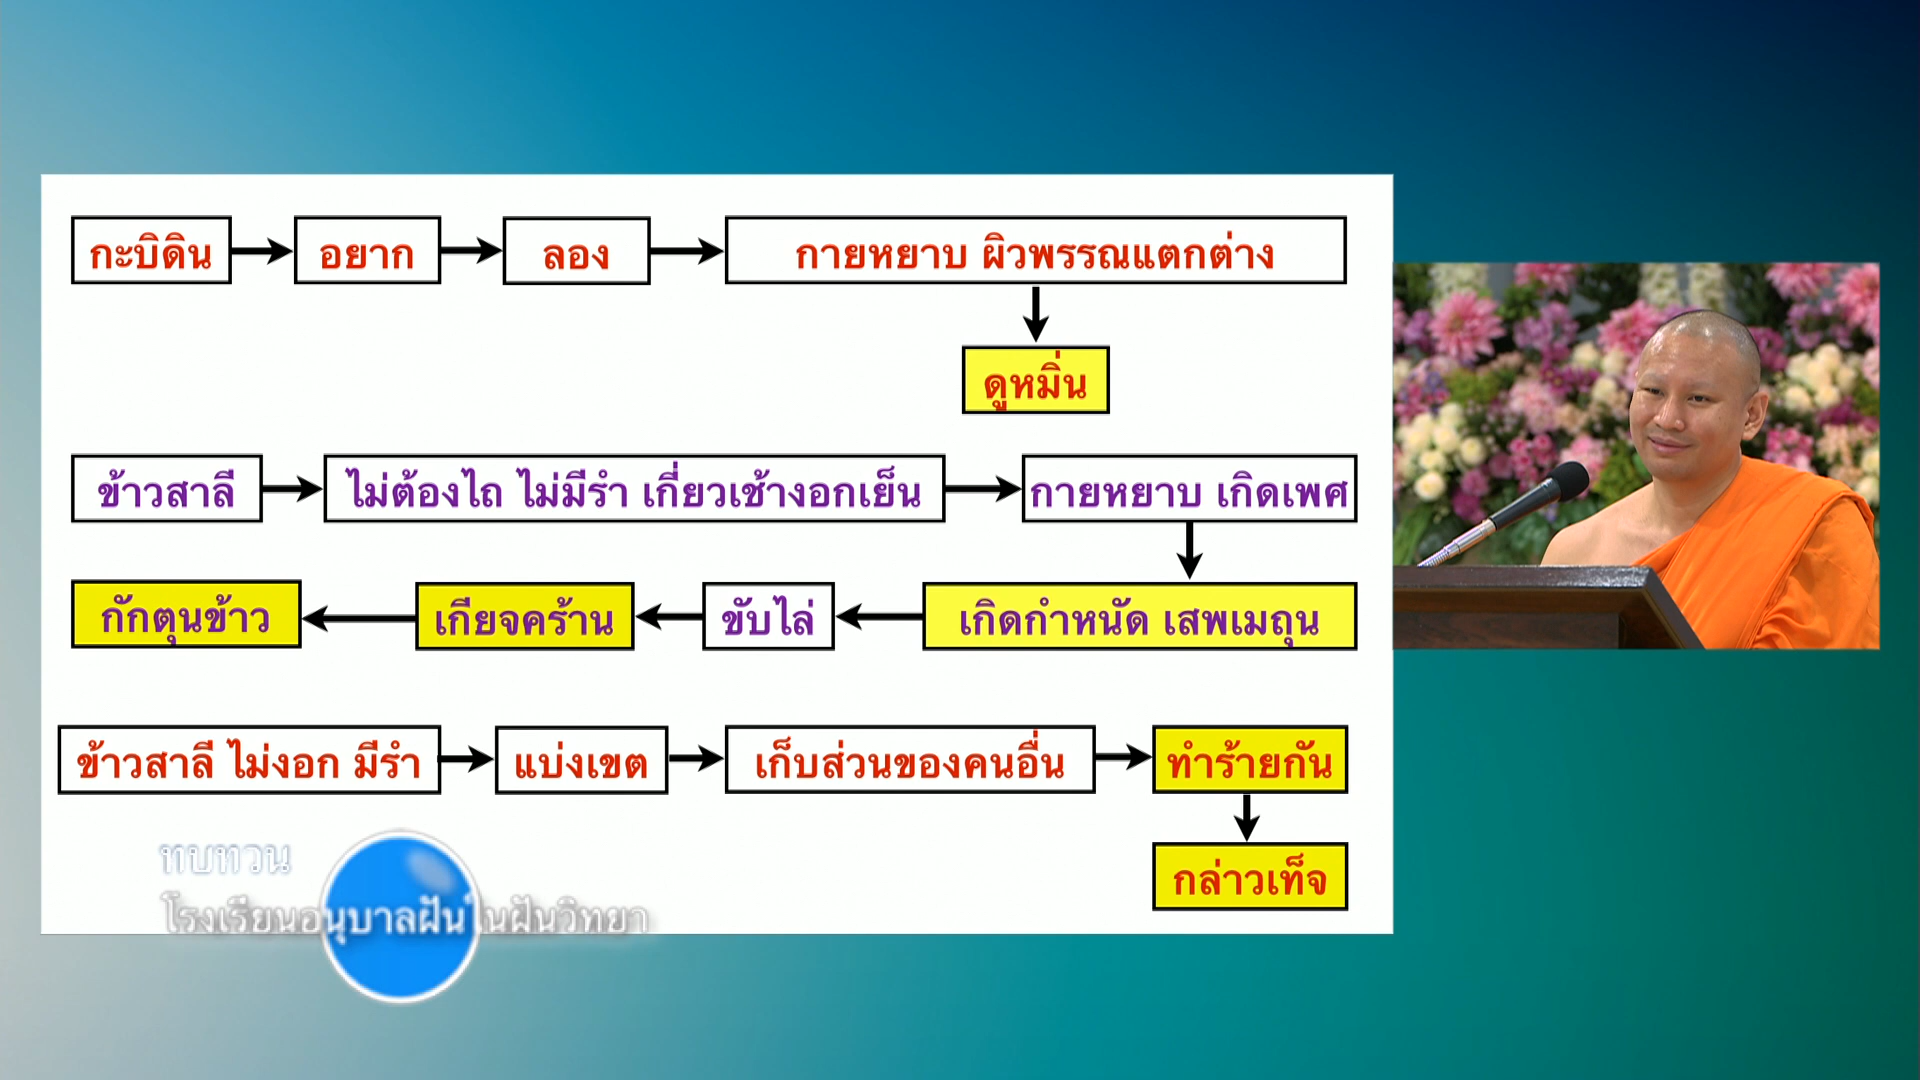 กะบิดิน อยาก ลอง กายหยาบ ผิวพรรณแตกต่าง
ดูหมิ่น
ข้าวสาลี ไม่ต้องไถ ไม่มีรำ เกี่ยวเช้างอกเย็น กายหยาบ เกิดเพศ
กักตุนข้าว เกียจคร้าน ขับไล่ เกิดกำหนัด เสพเมถุน
ข้าวสาลี ไม่งอก มีรำ แบ่งเขต เก็บส่วนของคนอื่น ทำร้ายกัน
กล่าวเท็จ
ทบทวน
โรงเรียนอนุบาลฝันในฝันวิทยา